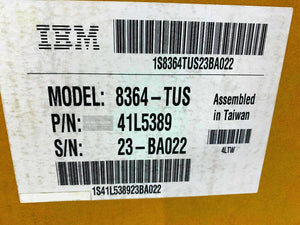 IBM
1S8364TUS23BA022
MODEL: 8364-TUS
P/N: 41L5389
S/N: 23-BA022
Assembled
in Taiwan
4LTW
1S41L538923BA022